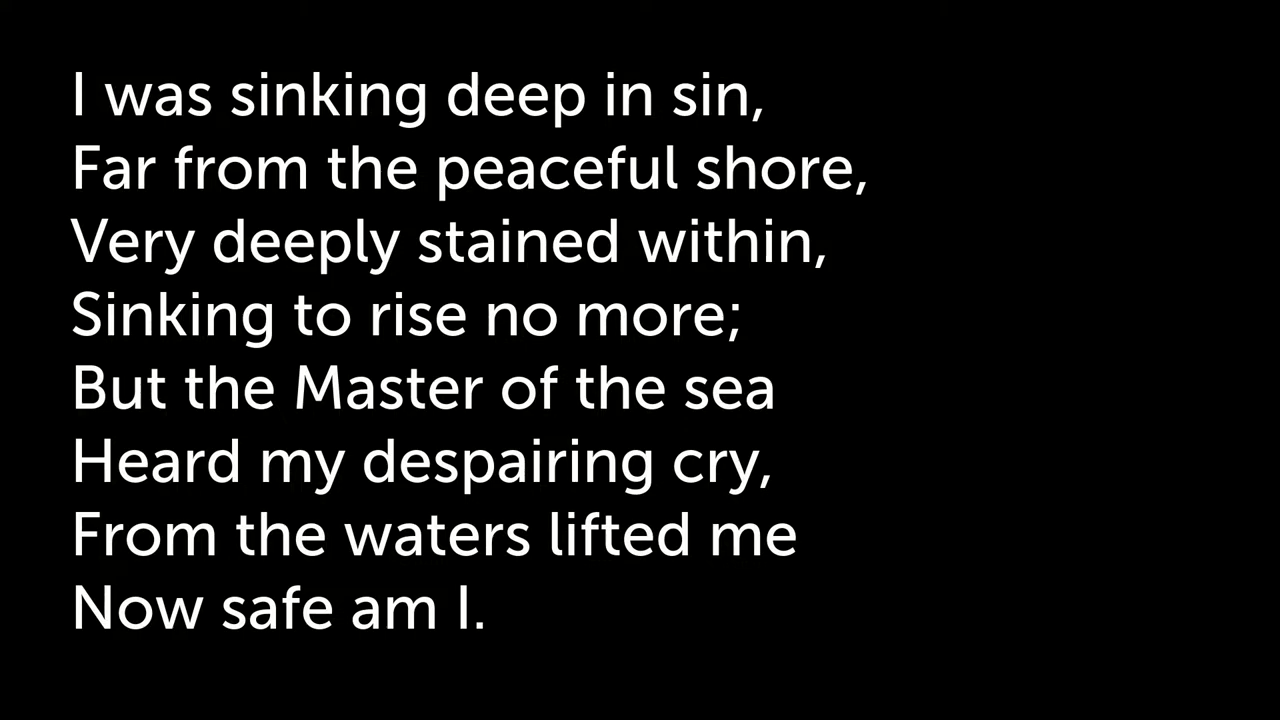 I was sinking deep in sin,
Far from the peaceful shore,
Very deeply stained within,
Sinking to rise no more;
But the Master of the sea
Heard my despairing cry,
From the waters lifted me
Now safe am I.